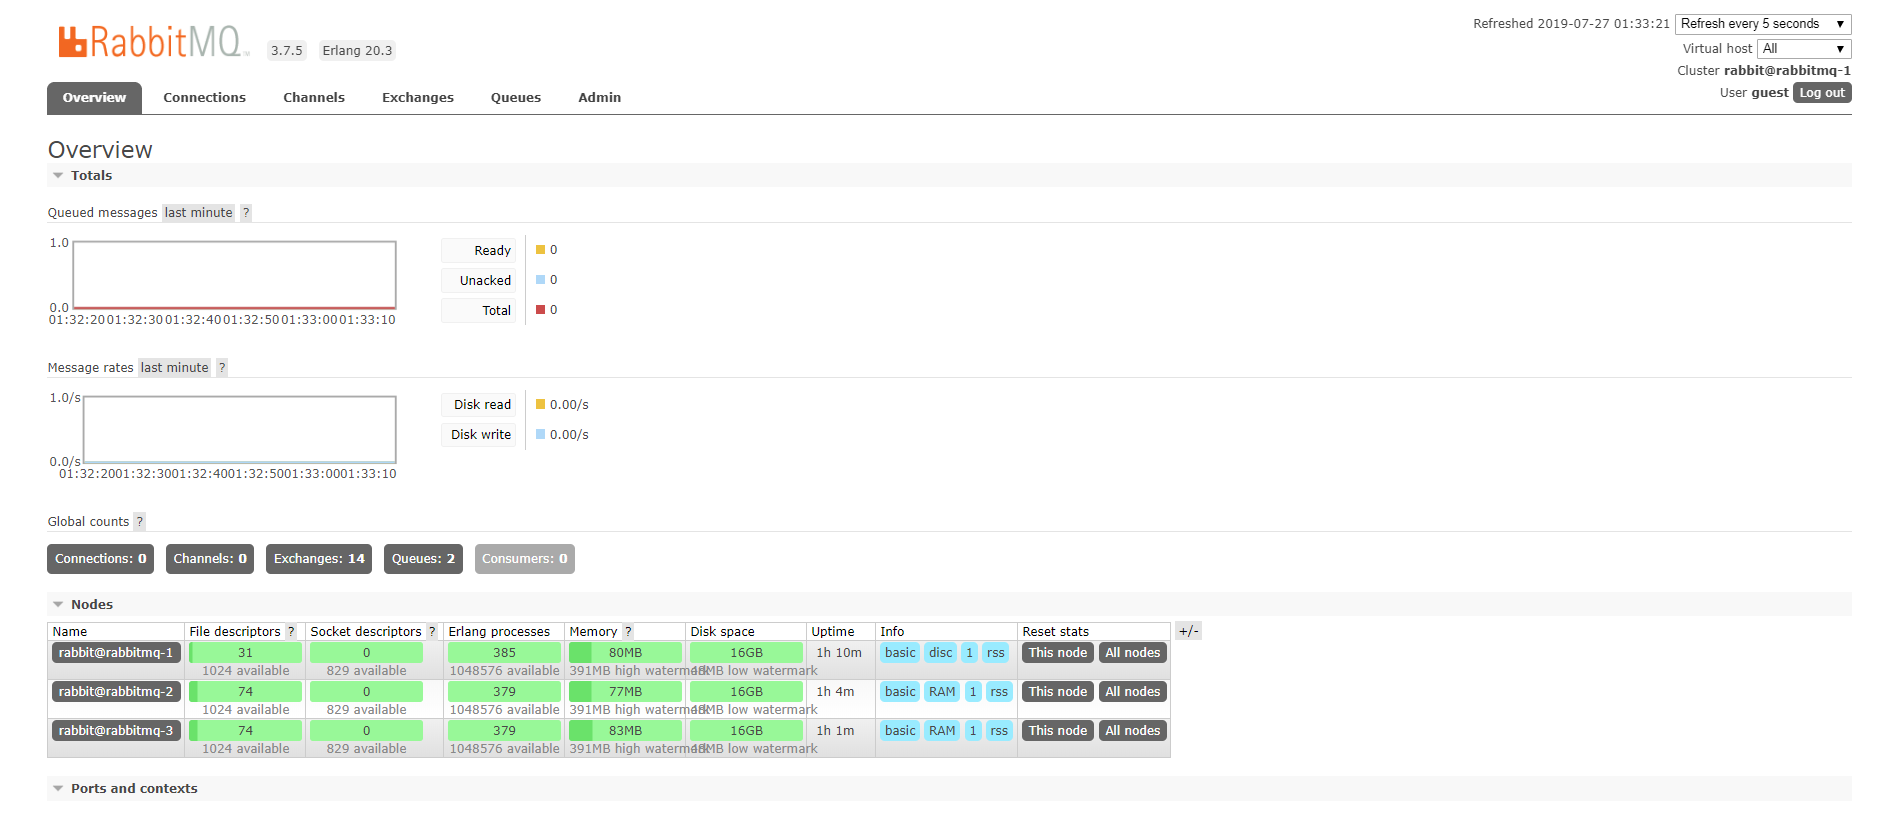 RabbitMQ 3.7.5 Erlang 20.3
Refreshed 2019-07-27 01:33:21 Refresh every 5 seconds
Virtual host All
Cluster rabbit@rabbitmq-1
User guest Log out
Overview Connections Channels Exchanges Queues Admin
Overview
Totals
Queued messages last minute ?
1.0
0.0
01:32:20 01:32:30 01:32:40 01:32:50 01:33:00 01:33:10
Ready 0
Unacked 0
Total 0
Message rates last minute ?
1.0/s
0.0/s
01:32:20 01:32:30 01:32:40 01:32:50 01:33:00 01:33:10
Disk read 0.00/s
Disk write 0.00/s
Global counts ?
Connections: 0 Channels: 0 Exchanges: 14 Queues: 2 Consumers: 0
Nodes
Name File descriptors ? Socket descriptors ? Erlang processes Memory ? Disk space Uptime Info Reset stats +/-
rabbit@rabbitmq-1 31 0 385 80MB 16GB 1h 10m basic disc 1 rss This node All nodes
1024 available 829 available 1048576 available 391MB high watermark 48MB low watermark
rabbit@rabbitmq-2 74 0 379 77MB 16GB 1h 4m basic RAM 1 rss This node All nodes
1024 available 829 available 1048576 available 391MB high watermark 48MB low watermark
rabbit@rabbitmq-3 74 0 379 83MB 16GB 1h 1m basic RAM 1 rss This node All nodes
1024 available 829 available 1048576 available 391MB high watermark 48MB low watermark
Ports and contexts